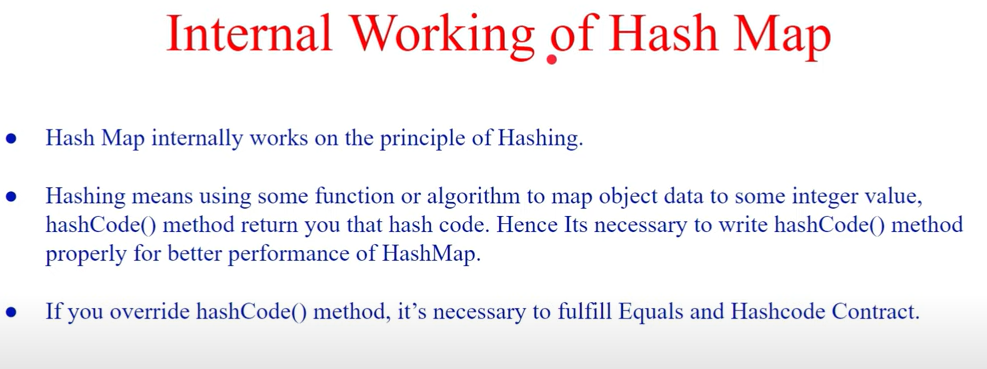 Internal Working of Hash Map
● Hash Map internally works on the principle of Hashing.
● Hashing means using some function or algorithm to map object data to some integer value,
hashCode() method return you that hash code. Hence Its necessary to write hashCode() method
properly for better performance of HashMap.
● If you override hashCode() method, it’s necessary to fulfill Equals and Hashcode Contract.